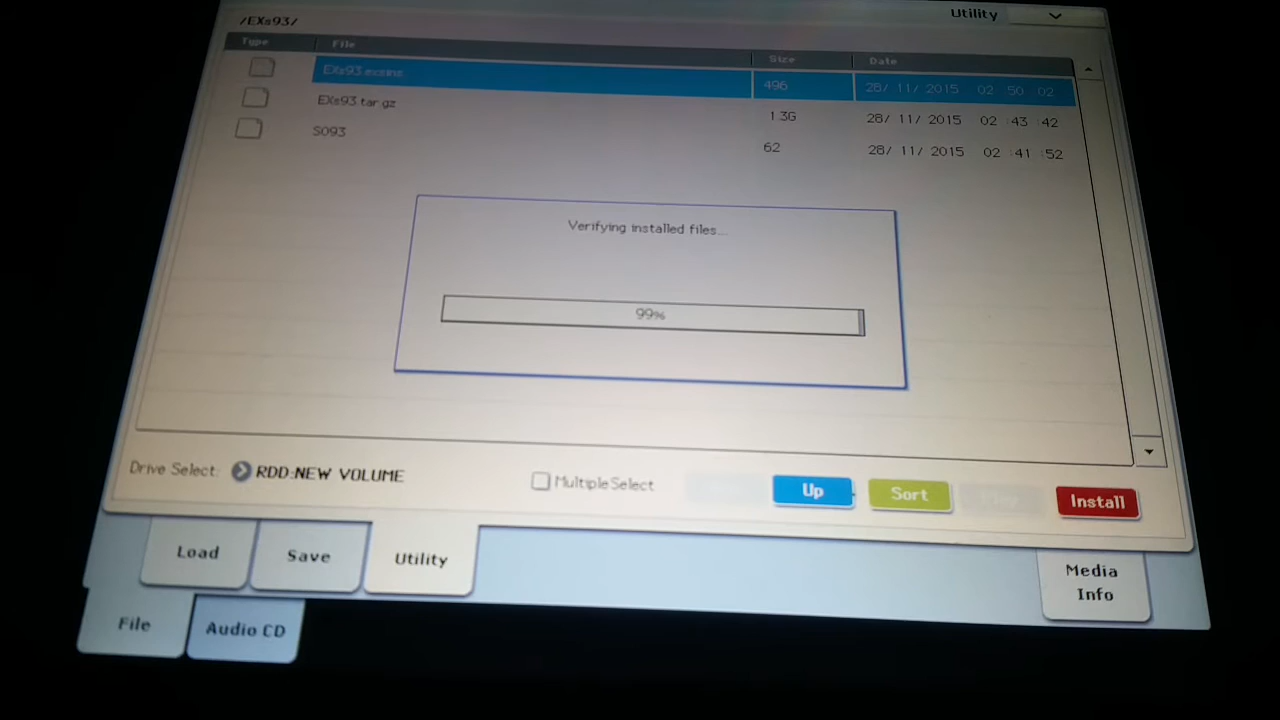 /EXs93/
Utility
Type File Size Date
EXs93.exsins 496 28/ 11/ 2015 02 :50 :02
EXs93.tar.gz 1.3G 28/ 11/ 2015 02 :43 :42
S093 62 28/ 11/ 2015 02 :41 :52
Verifying installed files...
99%
Drive Select: RDD:NEW VOLUME
Multiple Select
Up
Sort
Install
Load
Save
Utility
Media
Info
File
Audio CD